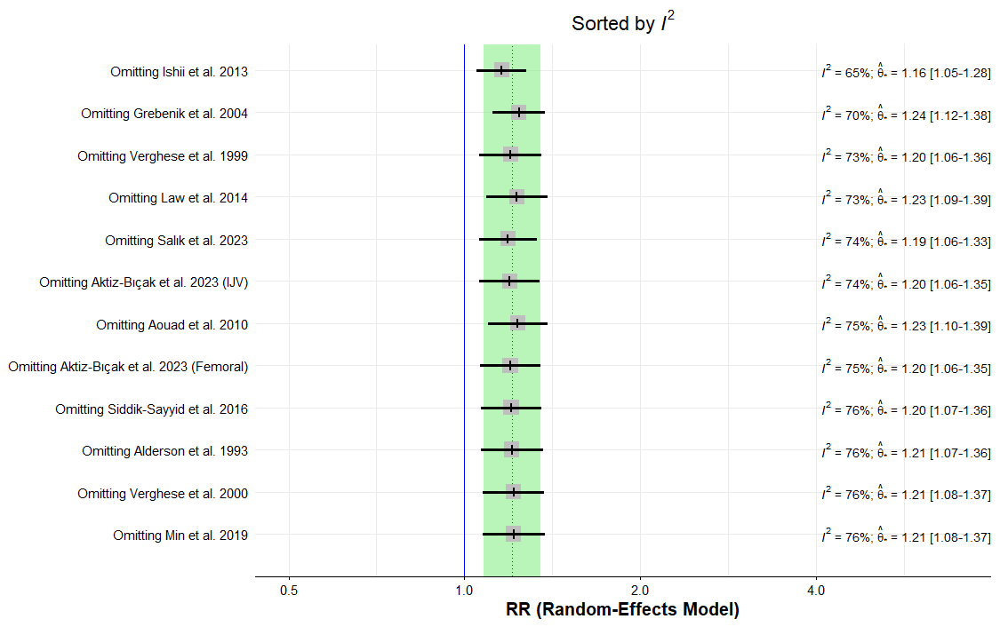 Sorted by I²
Omitting Ishii et al. 2013 I² = 65%; θ̂* = 1.16 [1.05-1.28]
Omitting Grebenik et al. 2004 I² = 70%; θ̂* = 1.24 [1.12-1.38]
Omitting Verghese et al. 1999 I² = 73%; θ̂* = 1.20 [1.06-1.36]
Omitting Law et al. 2014 I² = 73%; θ̂* = 1.23 [1.09-1.39]
Omitting Salık et al. 2023 I² = 74%; θ̂* = 1.19 [1.06-1.33]
Omitting Aktiz-Bıçak et al. 2023 (IJV) I² = 74%; θ̂* = 1.20 [1.06-1.35]
Omitting Aouad et al. 2010 I² = 75%; θ̂* = 1.23 [1.10-1.39]
Omitting Aktiz-Bıçak et al. 2023 (Femoral) I² = 75%; θ̂* = 1.20 [1.06-1.35]
Omitting Siddik-Sayyid et al. 2016 I² = 76%; θ̂* = 1.20 [1.07-1.36]
Omitting Alderson et al. 1993 I² = 76%; θ̂* = 1.21 [1.07-1.36]
Omitting Verghese et al. 2000 I² = 76%; θ̂* = 1.21 [1.08-1.37]
Omitting Min et al. 2019 I² = 76%; θ̂* = 1.21 [1.08-1.37]
0.5 1.0 2.0 4.0
RR (Random-Effects Model)